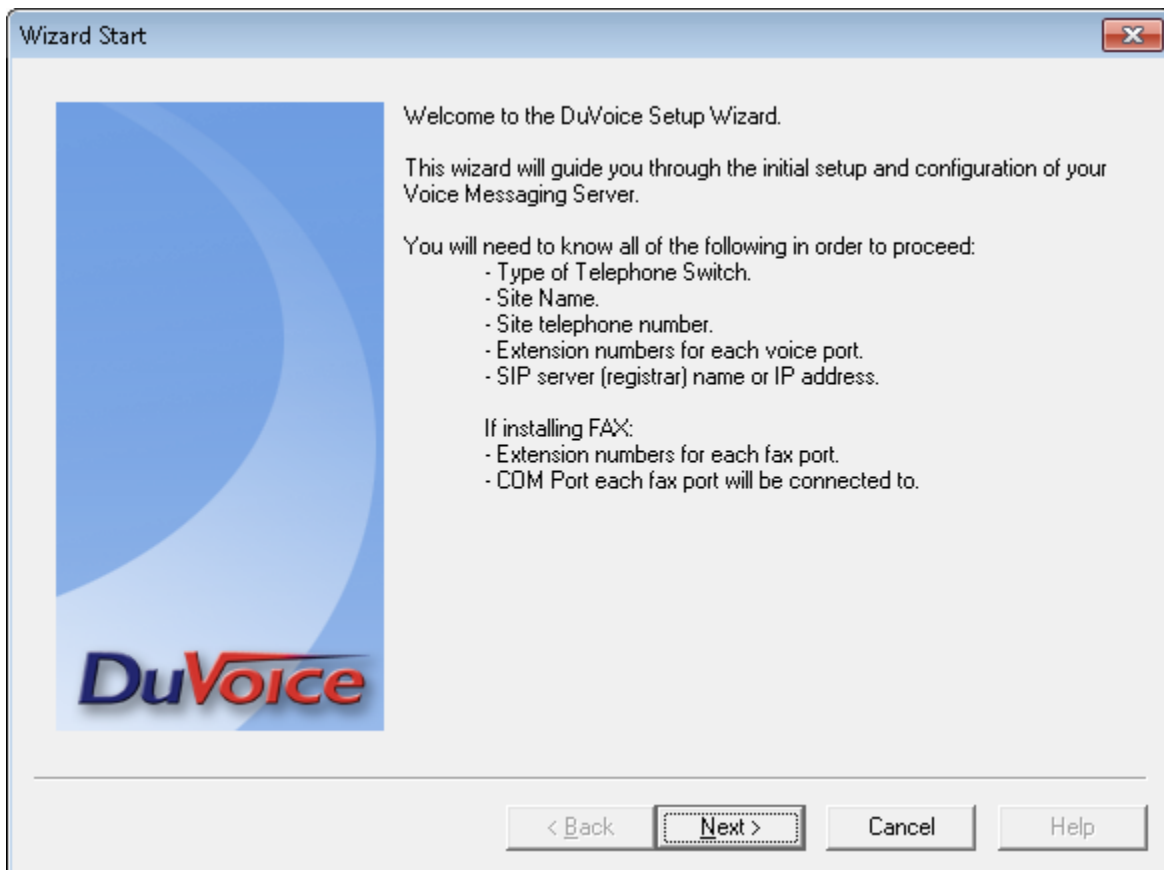 Wizard Start
Welcome to the DuVoice Setup Wizard.
This wizard will guide you through the initial setup and configuration of your
Voice Messaging Server.
You will need to know all of the following in order to proceed:
- Type of Telephone Switch.
- Site Name.
- Site telephone number.
- Extension numbers for each voice port.
- SIP server (registrar) name or IP address.
If installing FAX:
- Extension numbers for each fax port.
- COM Port each fax port will be connected to.
DuVoice
< Back
Next >
Cancel
Help